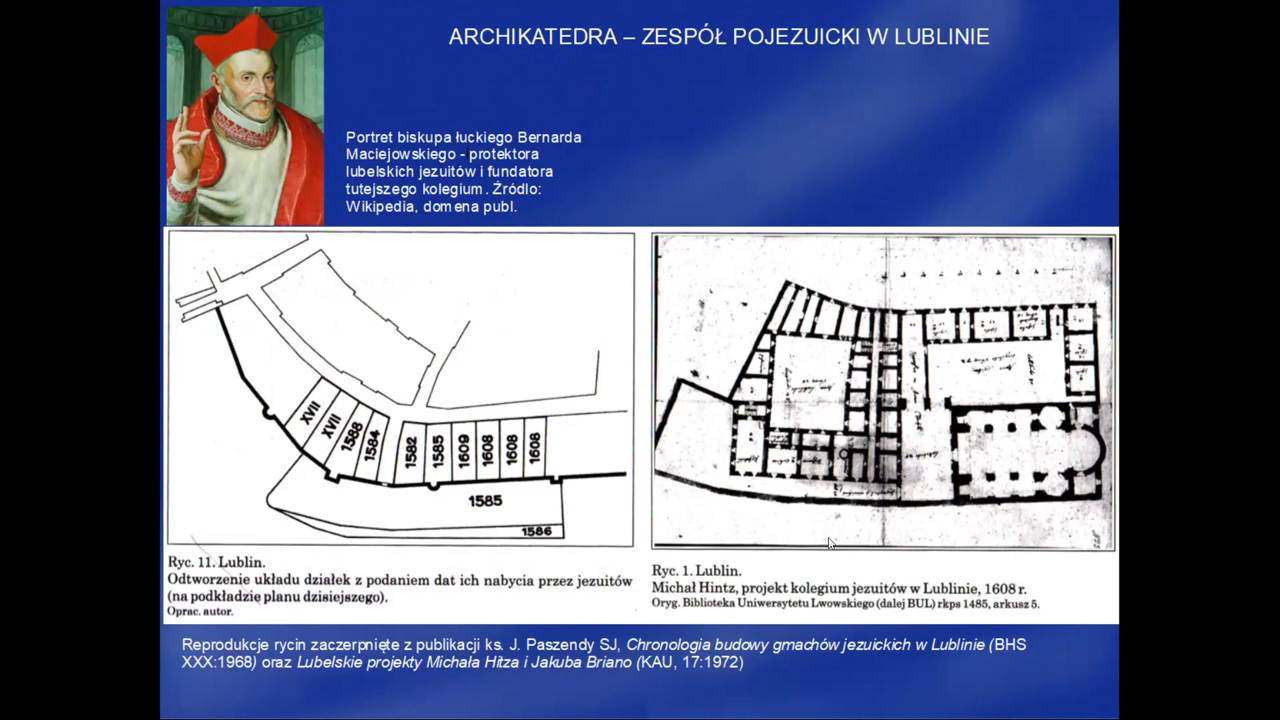 ARCHIKATEDRA – ZESPÓŁ POJEZUICKI W LUBLINIE
Portret biskupa łuckiego Bernarda
Maciejowskiego - protektora
lubelskich jezuitów i fundatora
tutejszego kolegium. Źródło:
Wikipedia, domena publ.
XVII
XVII
1588
1584
1582
1585
1609
1608
1608
1608
1585
1586
Ryc. 11. Lublin.
Odtworzenie układu działek z podaniem dat ich nabycia przez jezuitów
(na podkładzie planu dzisiejszego).
Oprac. autor.
Ryc. 1. Lublin.
Michał Hintz, projekt kolegium jezuitów w Lublinie, 1608 r.
Oryg. Biblioteka Uniwersytetu Lwowskiego (dalej BUL) rkps 1485, arkusz 5.
Reprodukcje rycin zaczerpnięte z publikacji ks. J. Paszendy SJ, Chronologia budowy gmachów jezuickich w Lublinie (BHS
XXX:1968) oraz Lubelskie projekty Michała Hitza i Jakuba Briano (KAU, 17:1972)